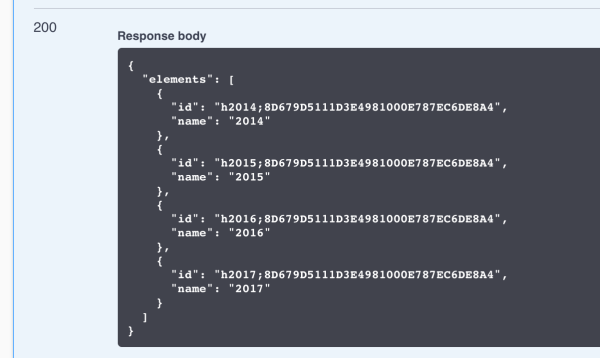 200
Response body
{
"elements": [
{
"id": "h2014;8D679D5111D3E4981000E787EC6DE8A4",
"name": "2014"
},
{
"id": "h2015;8D679D5111D3E4981000E787EC6DE8A4",
"name": "2015"
},
{
"id": "h2016;8D679D5111D3E4981000E787EC6DE8A4",
"name": "2016"
},
{
"id": "h2017;8D679D5111D3E4981000E787EC6DE8A4",
"name": "2017"
}
]
}